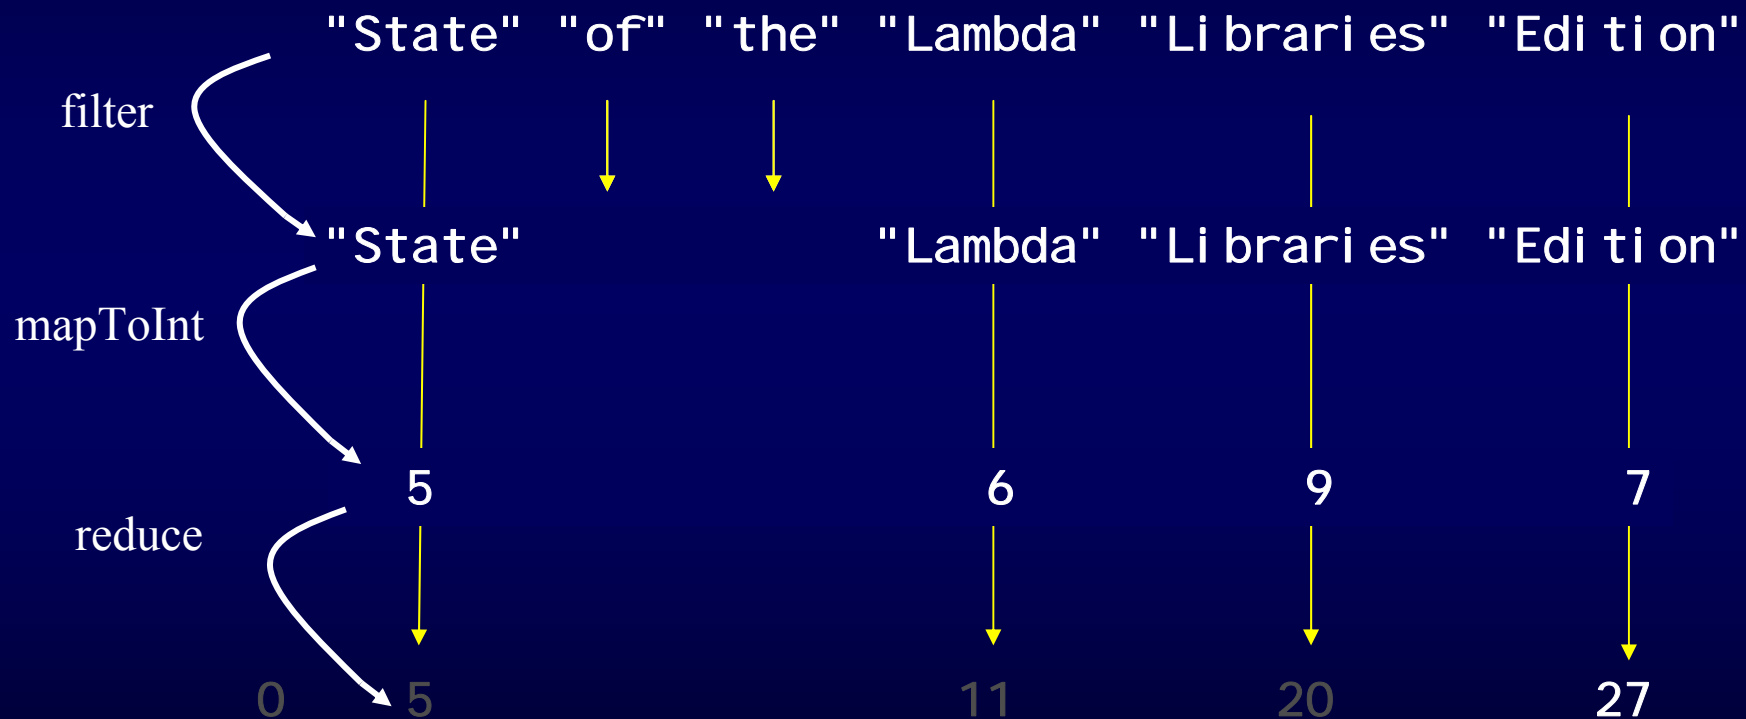 "State" "of" "the" "Lambda" "Libraries" "Edition"
filter
"State" "Lambda" "Libraries" "Edition"
mapToInt
5 6 9 7
reduce
0 5 11 20 27